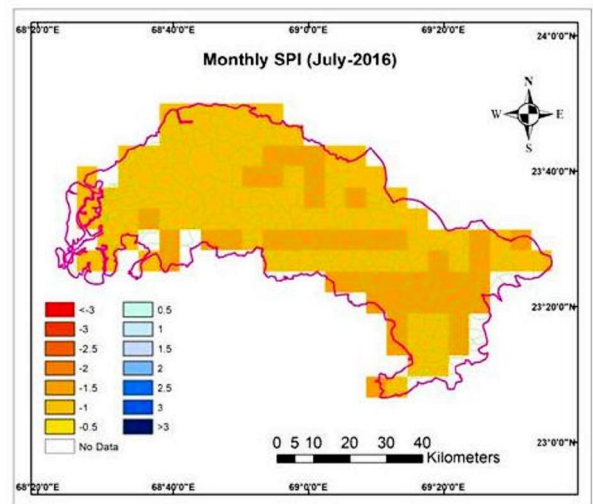 68°20'0"E 68°40'0"E 69°0'0"E 69°20'0"E
24°0'0"N
Monthly SPI (July-2016)
N
W E
S
23°40'0"N
<-3 0.5
-3 1
-2.5 1.5
-2 2
-1.5 2.5
-1 3
-0.5 >3
No Data
23°20'0"N
0 5 10 20 30 40
Kilometers
23°0'0"N
68°20'0"E 68°40'0"E 69°0'0"E 69°20'0"E